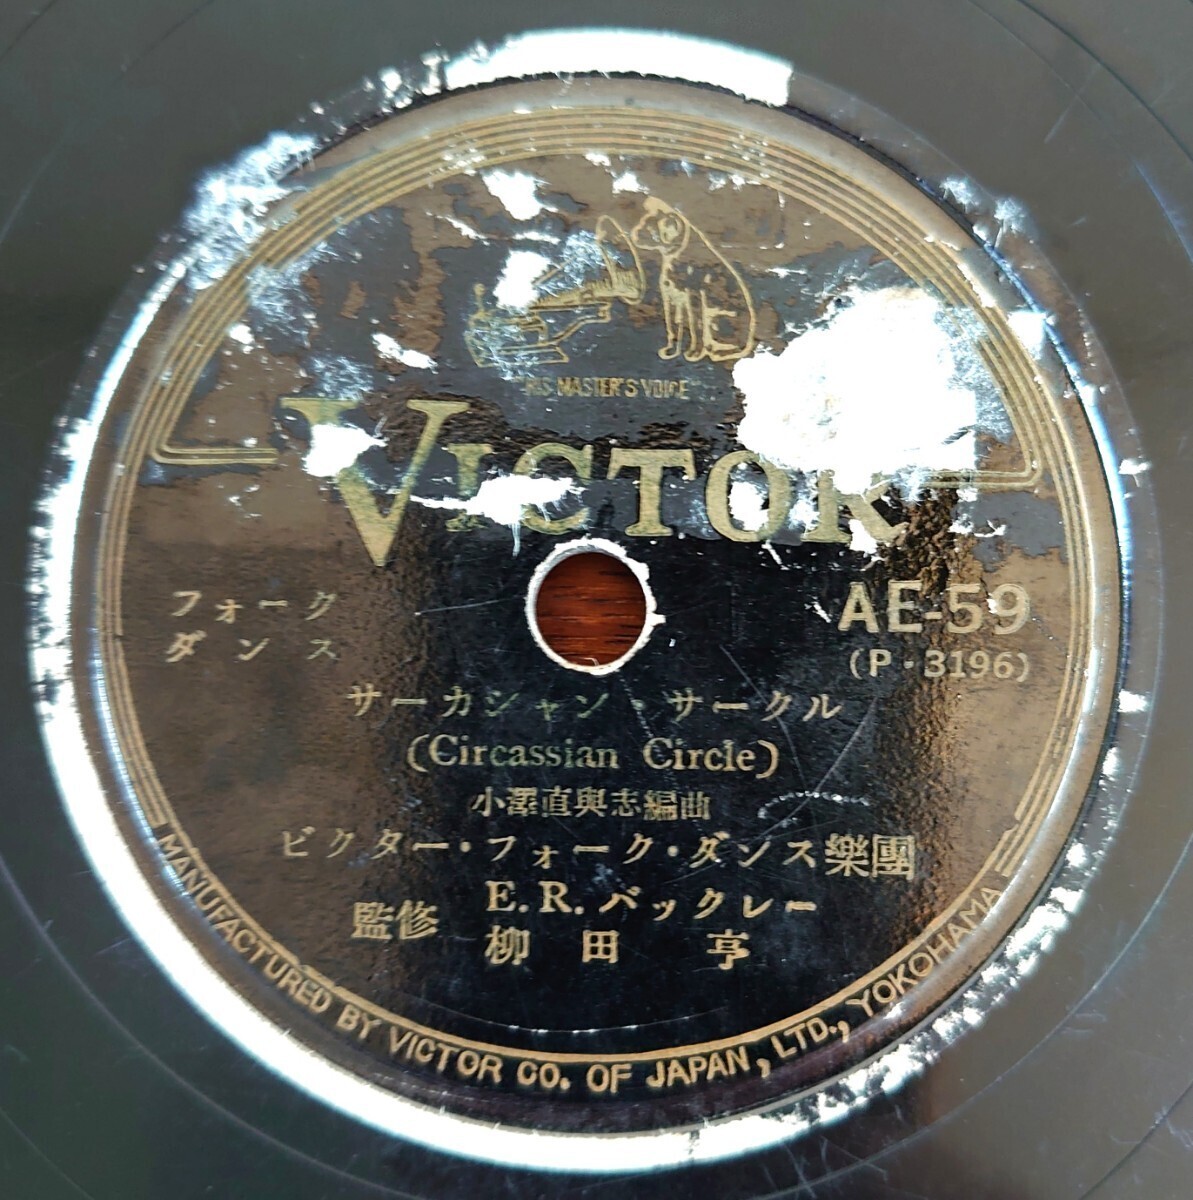 HIS MASTER'S VOICE
VICTOR
フォーク
ダンス
AE-59
(P・3196)
サーカシャン・サークル
(Circassian Circle)
小澤直與志編曲
ビクター・フォーク・ダンス樂團
監修 E.R.バックレー
柳田亨
MANUFACTURED BY VICTOR CO. OF JAPAN, LTD., YOKOHAMA